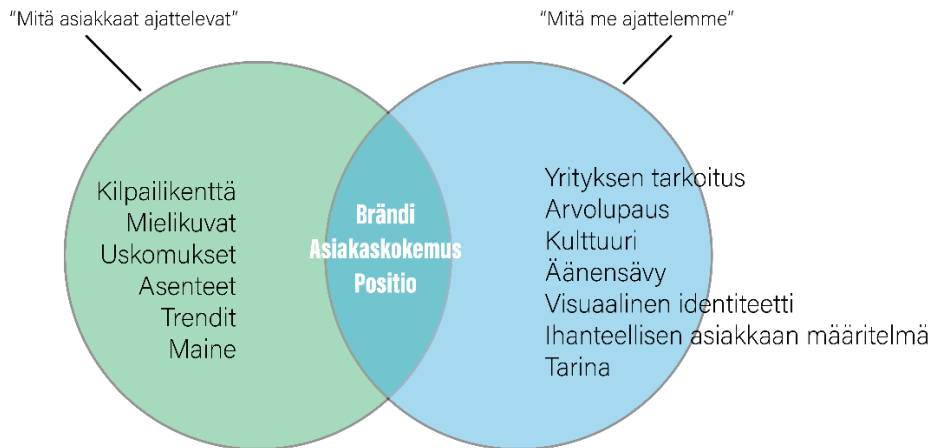 “Mitä asiakkaat ajattelevat”
“Mitä me ajattelemme”
Kilpailikenttä
Mielikuvat
Uskomukset
Asenteet
Trendit
Maine
Brändi
Asiakaskokemus
Positio
Yrityksen tarkoitus
Arvolupaus
Kulttuuri
Äänensävy
Visuaalinen identiteetti
Ihanteellisen asiakkaan määritelmä
Tarina